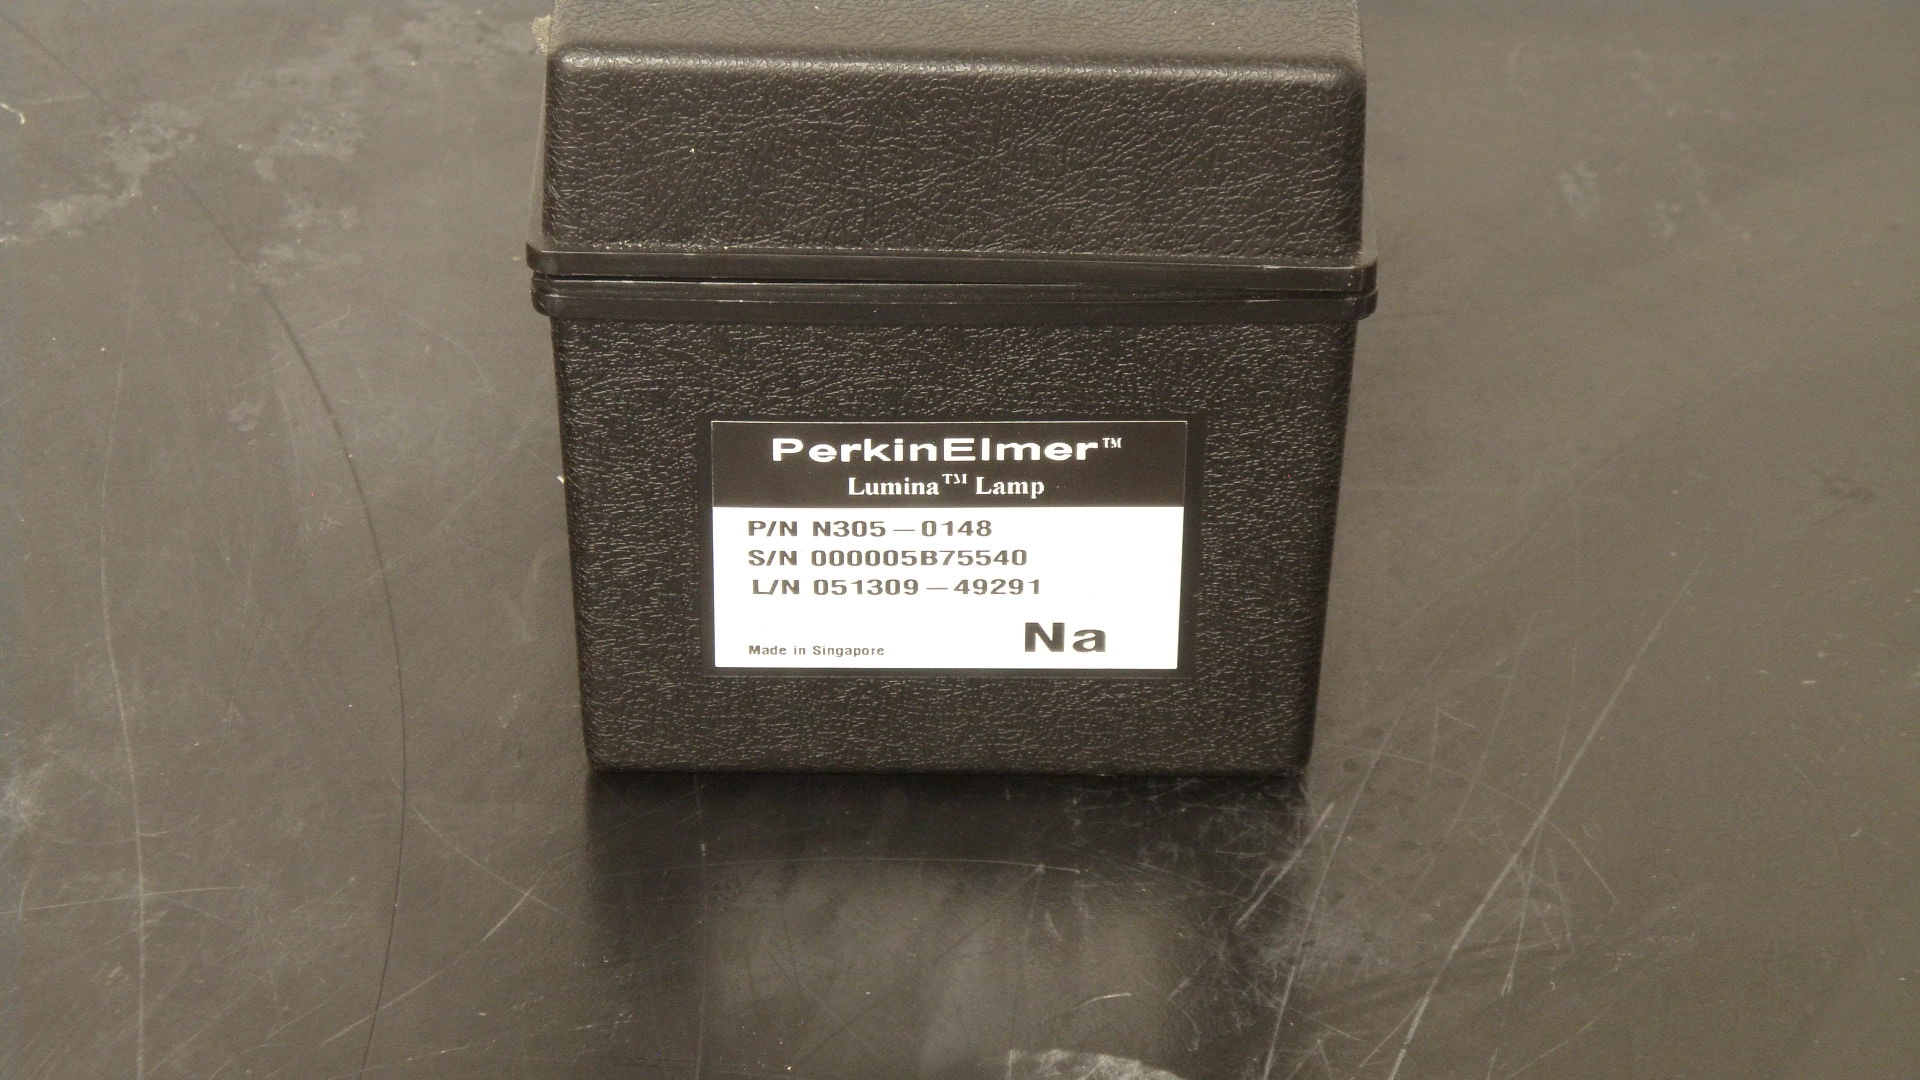 PerkinElmer™
Lumina™ Lamp
P/N N305-0148
S/N 000005B75540
L/N 051309-49291
Na
Made in Singapore